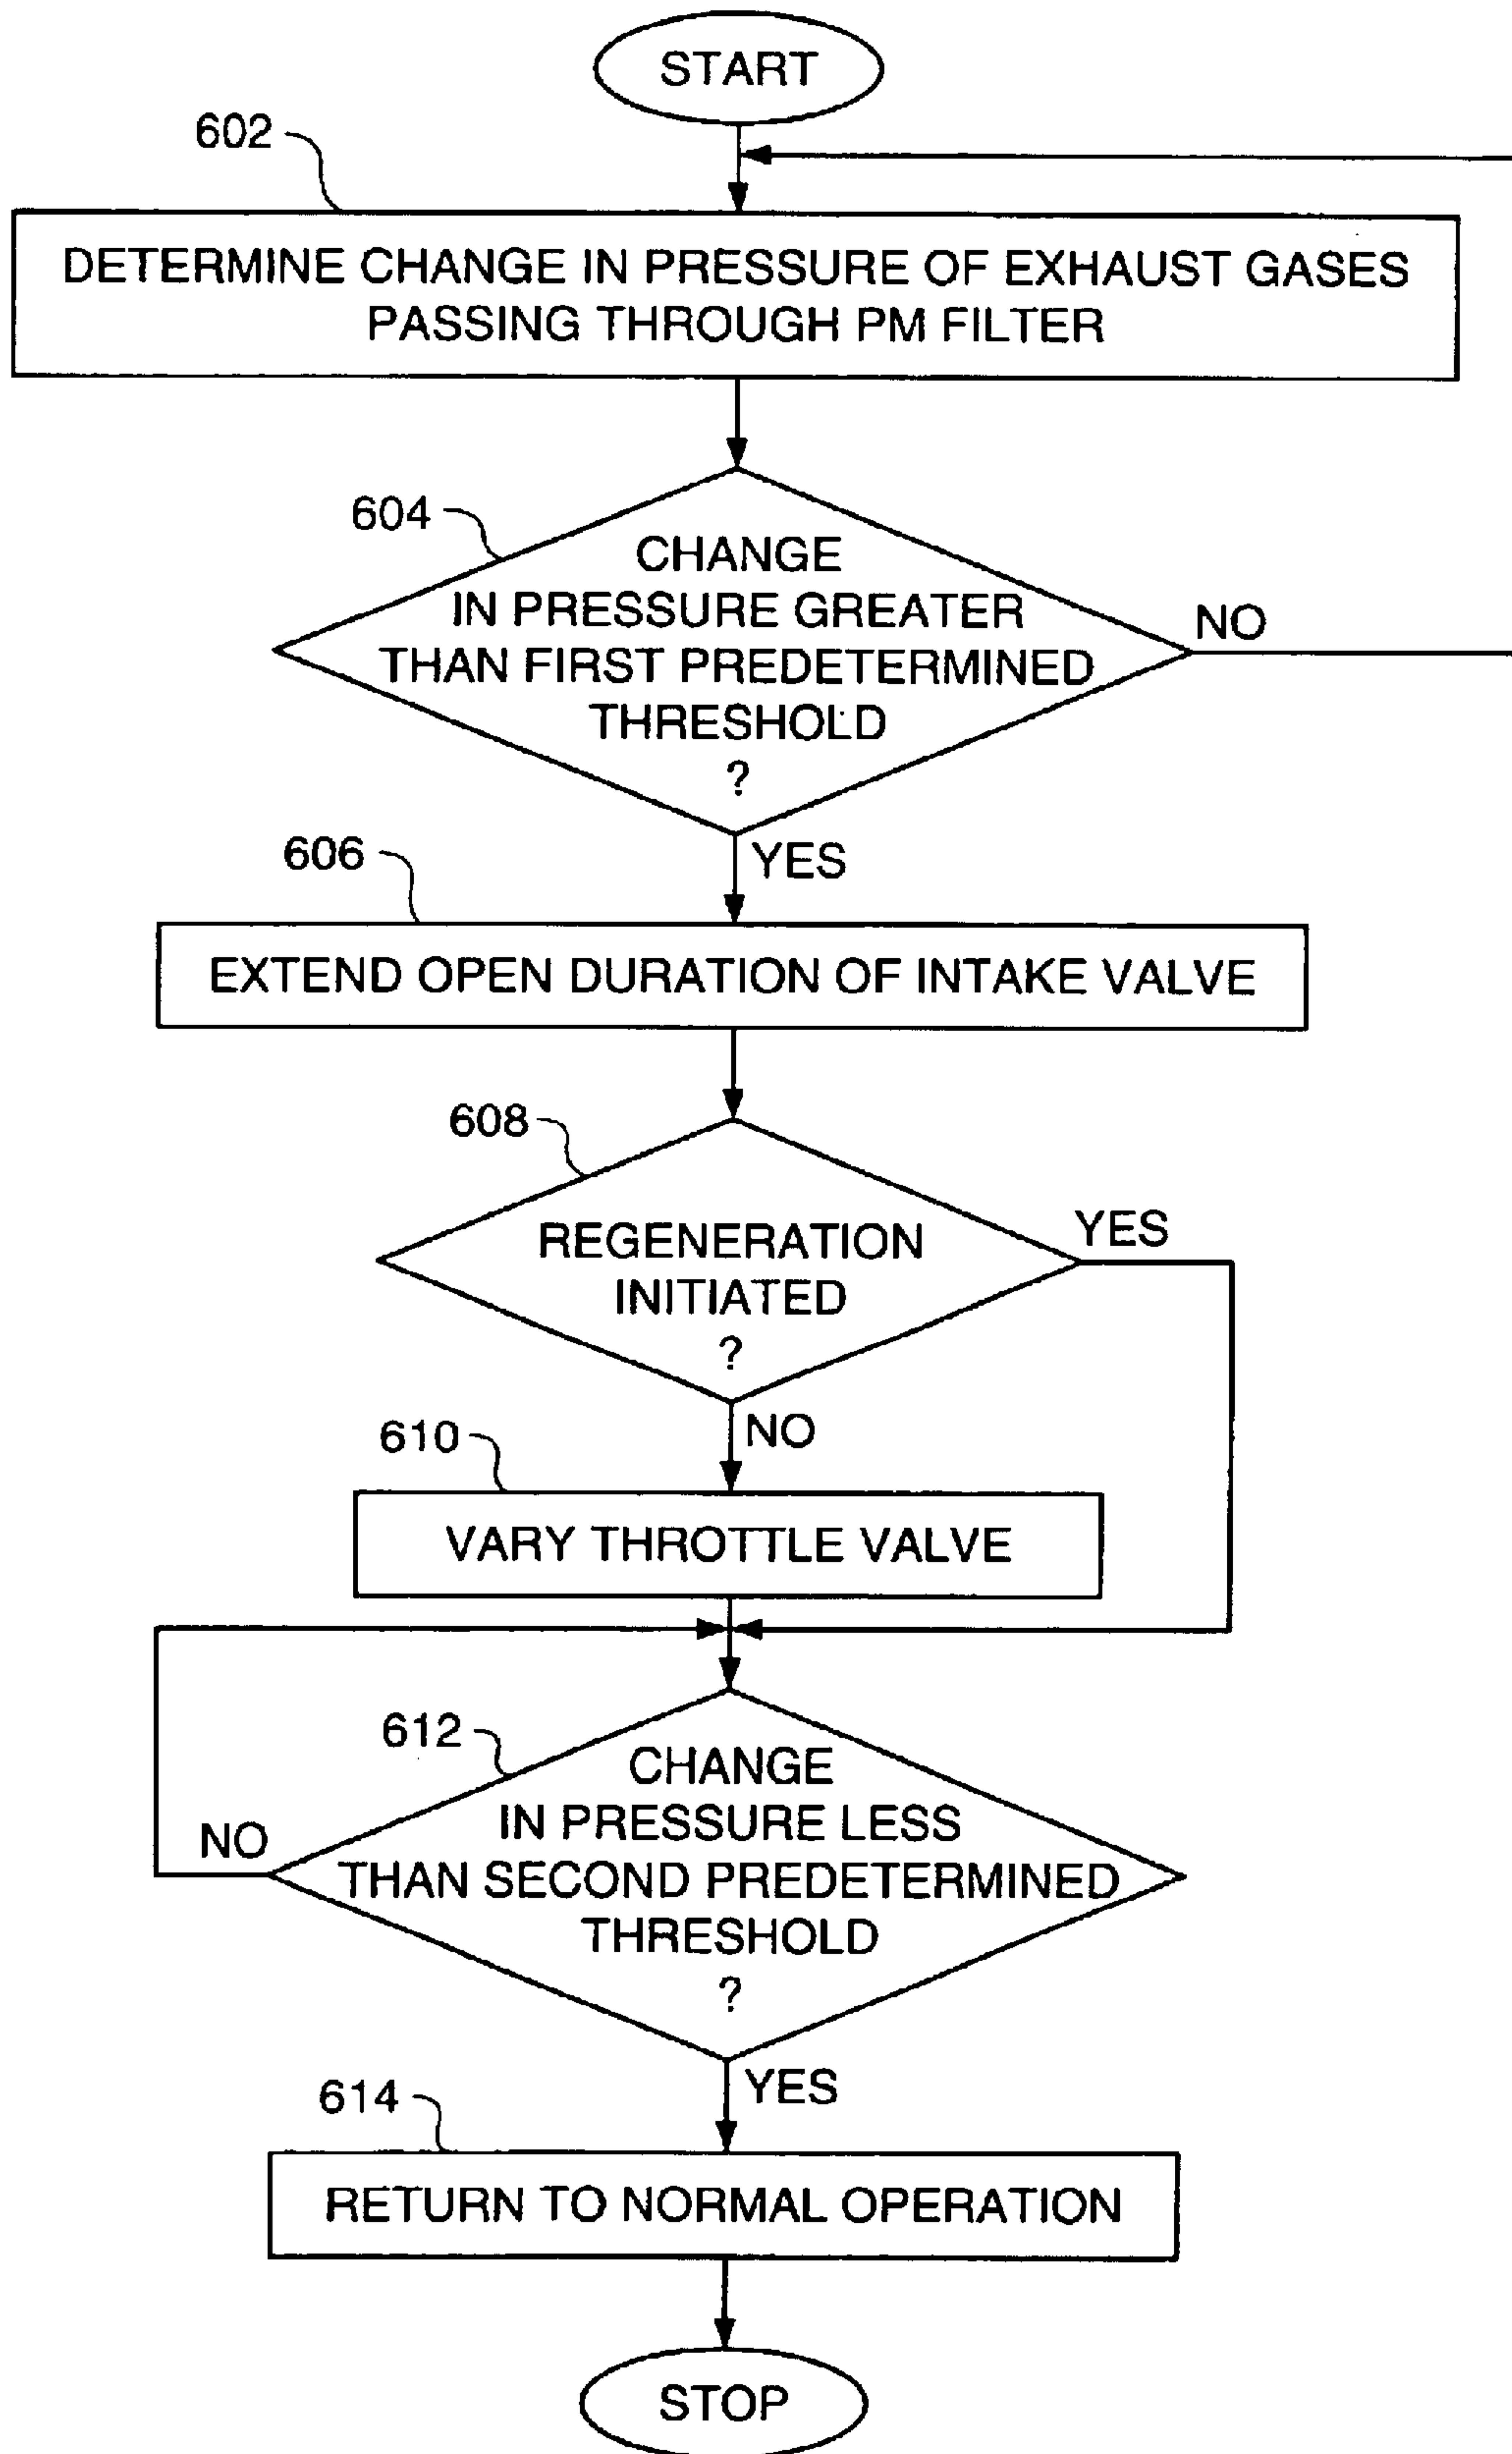 START
602
DETERMINE CHANGE IN PRESSURE OF EXHAUST GASES
PASSING THROUGH PM FILTER
604
CHANGE
IN PRESSURE GREATER
THAN FIRST PREDETERMINED
THRESHOLD
?
NO
YES
606
EXTEND OPEN DURATION OF INTAKE VALVE
608
REGENERATION
INITIATED
?
YES
NO
610
VARY THROTTLE VALVE
612
CHANGE
IN PRESSURE LESS
THAN SECOND PREDETERMINED
THRESHOLD
?
NO
YES
614
RETURN TO NORMAL OPERATION
STOP